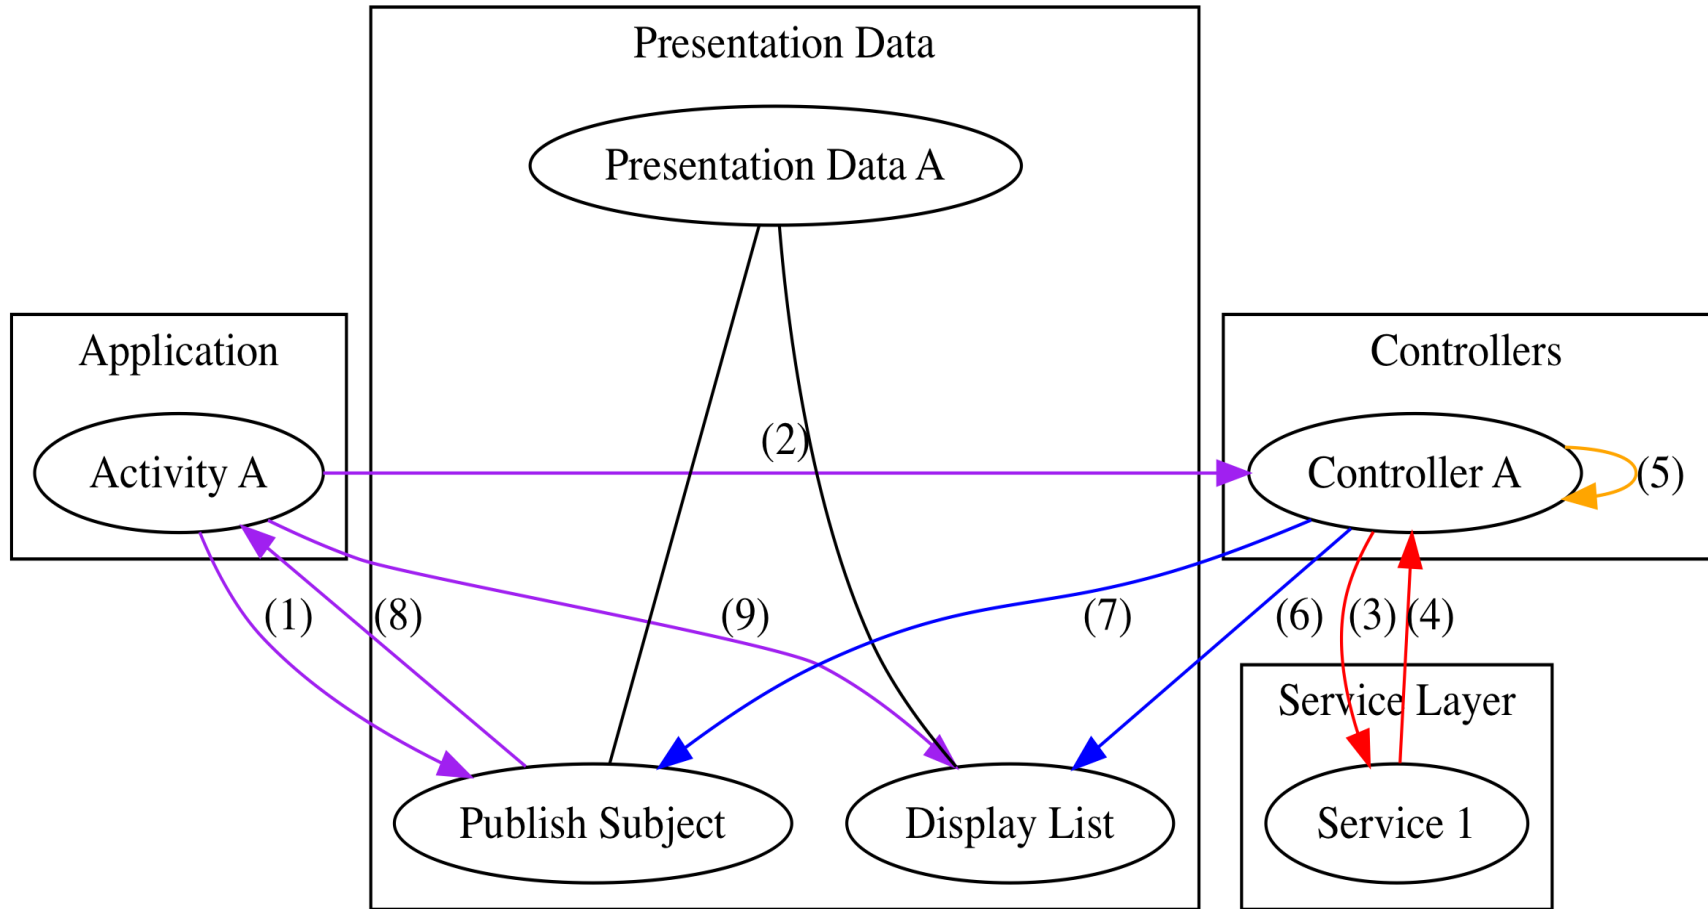 Presentation Data
Presentation Data A
Application
Controllers
(2)
Activity A
Controller A
(5)
(1)
(8)
(9)
(7)
(6)
(3)
(4)
Service Layer
Publish Subject
Display List
Service 1